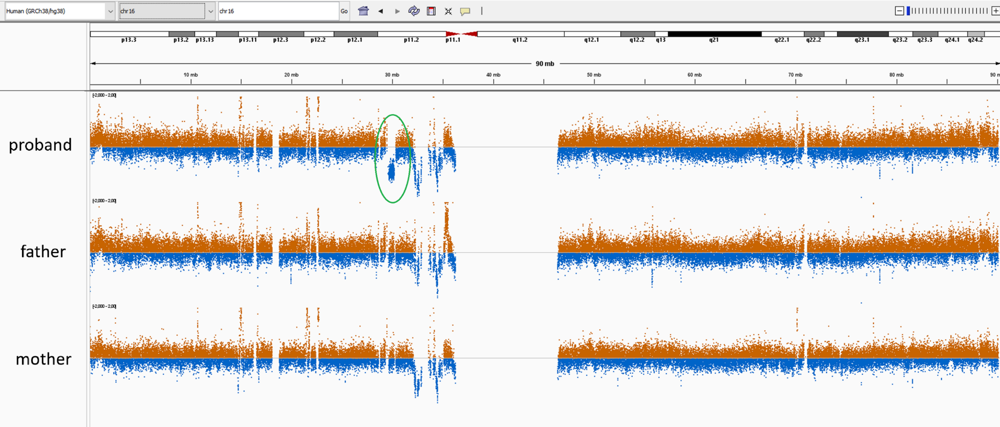 Human (GRCh38/hg38) chr16 chr16 Go
p13.3 p13.2 p13.13 p13.11 p12.3 p12.2 p12.1 p11.2 p11.1 q11.2 q12.1 q12.2 q13 q21 q22.1 q22.2 q23.1 q23.2 q23.3 q24.1 q24.2
90 mb
10 mb 20 mb 30 mb 40 mb 50 mb 60 mb 70 mb 80 mb 90 m
[-2,000 - 2,00]
proband
[-2,000 - 2,00]
father
[-2,000 - 2,00]
mother